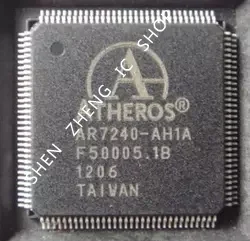 ATHEROS®
AR7240-AH1A
F50005.1B
1206
TAIWAN
SHEN ZHENG IC SHOP